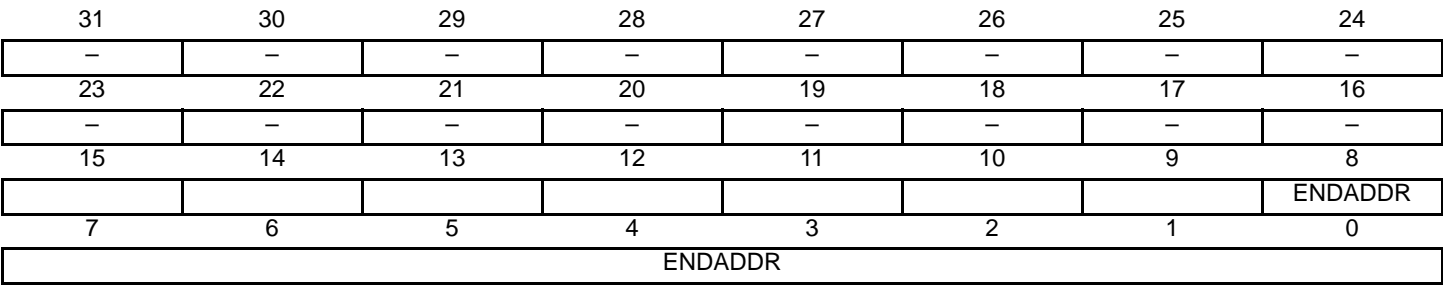 31 30 29 28 27 26 25 24
– – – – – – – –
23 22 21 20 19 18 17 16
– – – – – – – –
15 14 13 12 11 10 9 8
ENDADDR
7 6 5 4 3 2 1 0
ENDADDR